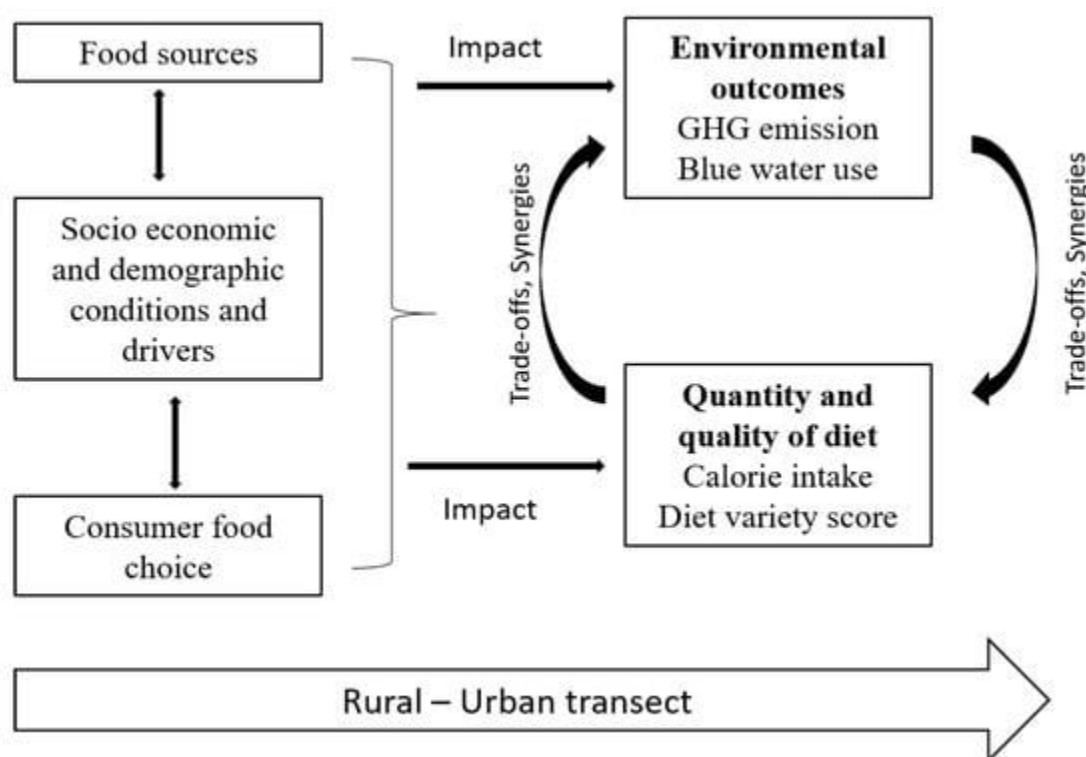 Food sources
Socio economic
and demographic
conditions and
drivers
Consumer food
choice
Impact
Impact
Environmental
outcomes
GHG emission
Blue water use
Trade-offs, Synergies
Trade-offs, Synergies
Quantity and
quality of diet
Calorie intake
Diet variety score
Rural – Urban transect